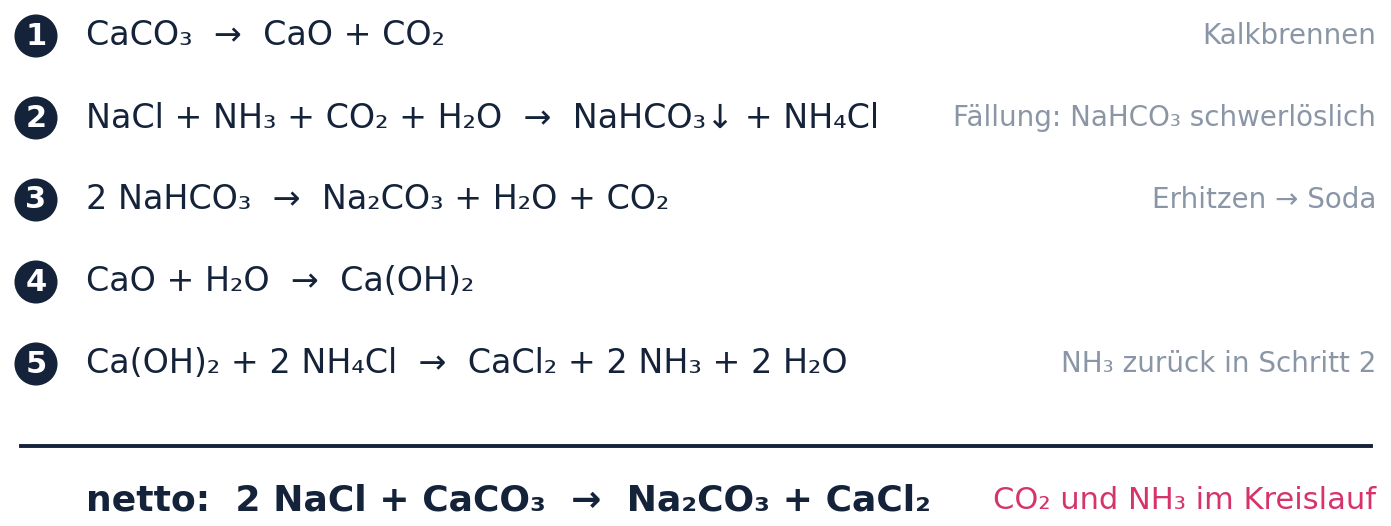 1 CaCO₃ → CaO + CO₂ Kalkbrennen
2 NaCl + NH₃ + CO₂ + H₂O → NaHCO₃↓ + NH₄Cl Fällung: NaHCO₃ schwerlöslich
3 2 NaHCO₃ → Na₂CO₃ + H₂O + CO₂ Erhitzen → Soda
4 CaO + H₂O → Ca(OH)₂
5 Ca(OH)₂ + 2 NH₄Cl → CaCl₂ + 2 NH₃ + 2 H₂O NH₃ zurück in Schritt 2
netto: 2 NaCl + CaCO₃ → Na₂CO₃ + CaCl₂ CO₂ und NH₃ im Kreislauf